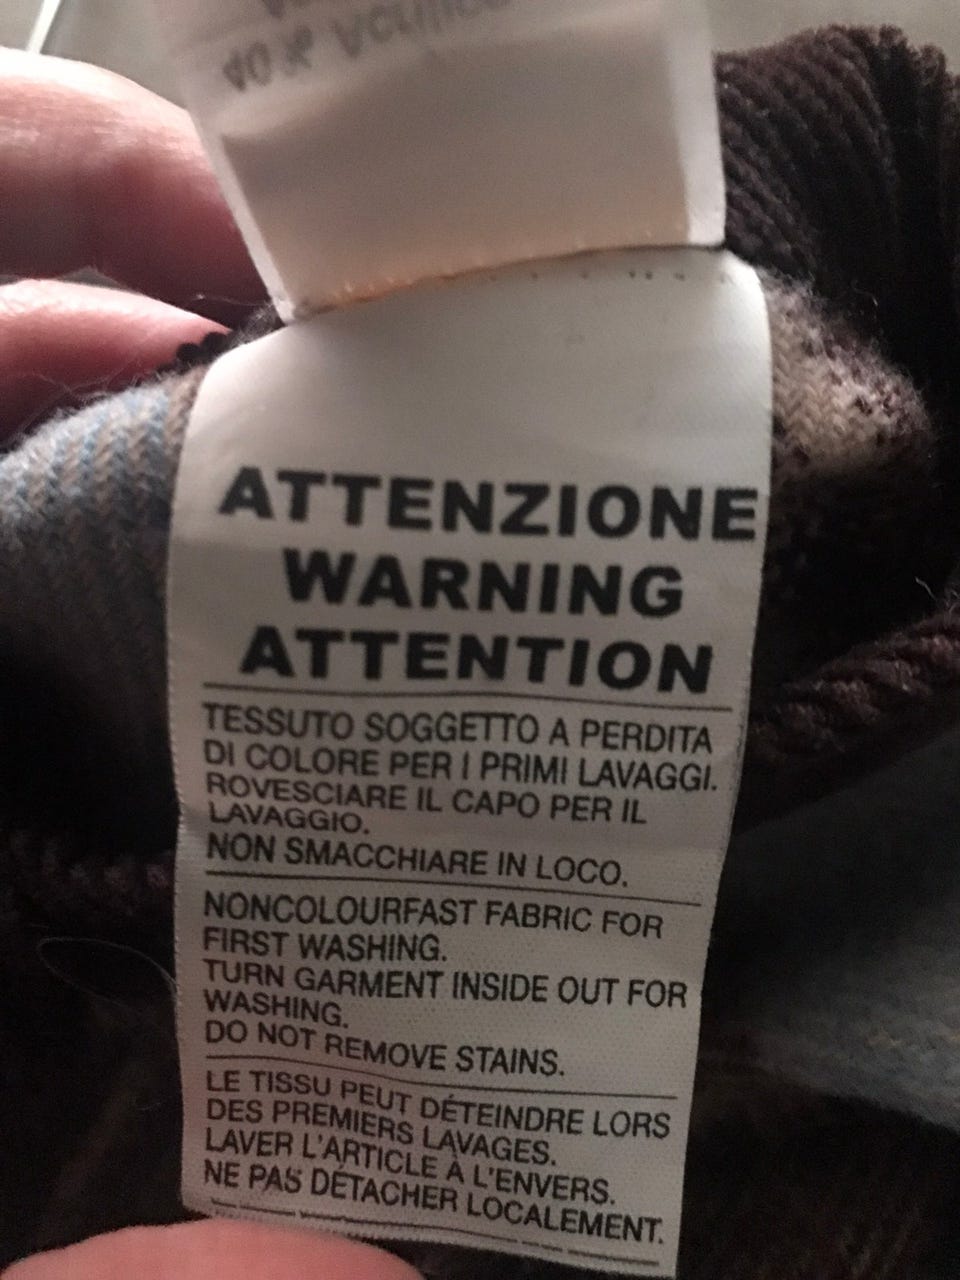 ATTENZIONE
WARNING
ATTENTION
TESSUTO SOGGETTO A PERDITA
DI COLORE PER I PRIMI LAVAGGI.
ROVESCIARE IL CAPO PER IL
LAVAGGIO.
NON SMACCHIARE IN LOCO.
NONCOLOURFAST FABRIC FOR
FIRST WASHING.
TURN GARMENT INSIDE OUT FOR
WASHING.
DO NOT REMOVE STAINS.
LE TISSU PEUT DÉTEINDRE LORS
DES PREMIERS LAVAGES.
LAVER L'ARTICLE À L'ENVERS.
NE PAS DÉTACHER LOCALEMENT.